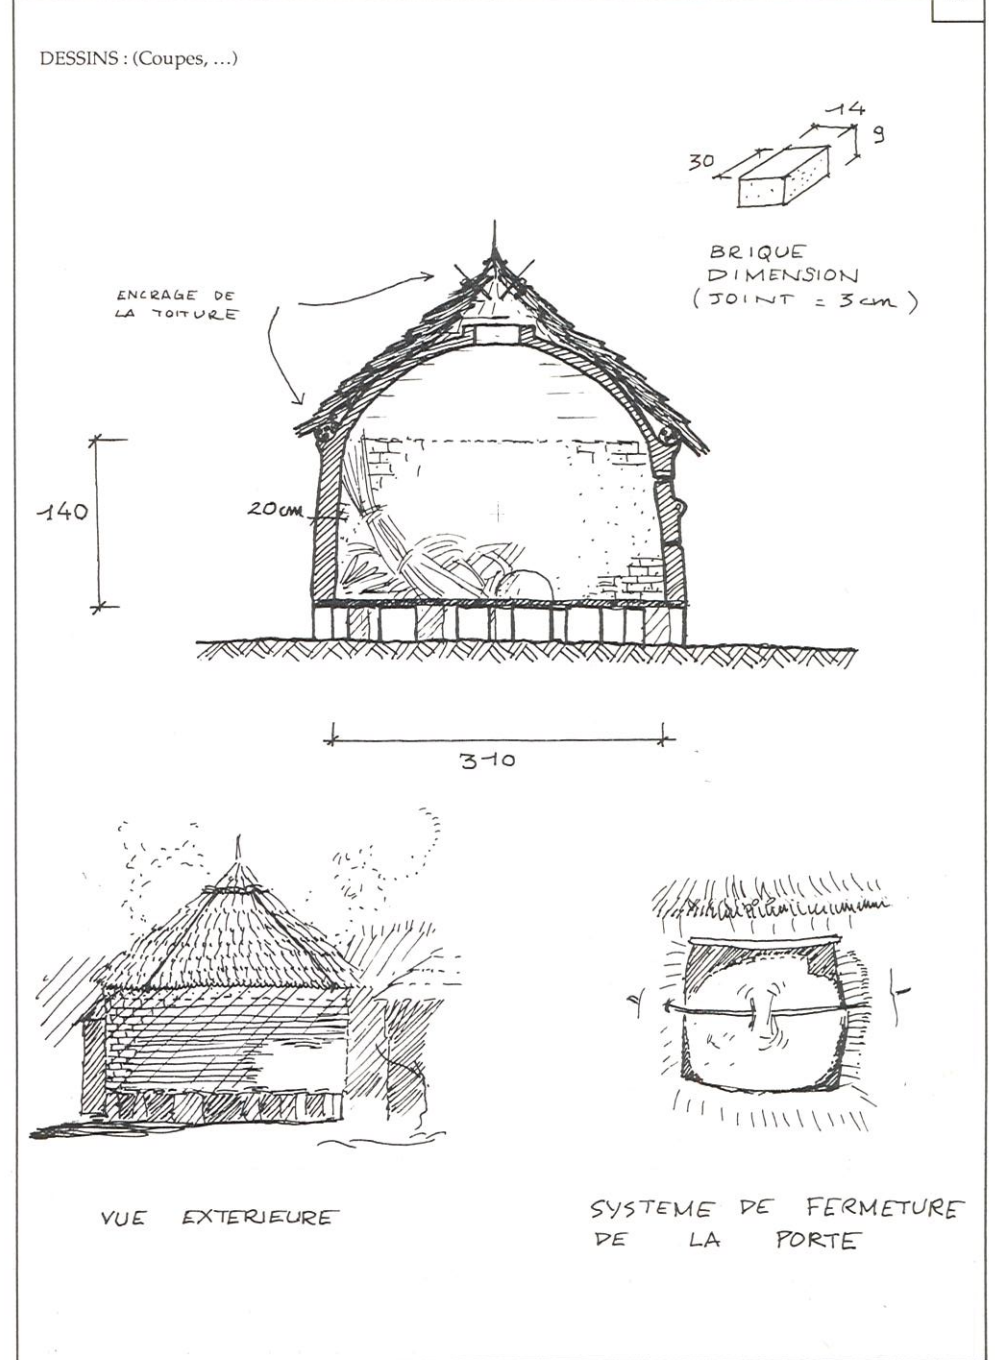 DESSINS : (Coupes, ...)
14
9
30
BRIQUE
DIMENSION
(JOINT = 3cm)
ENCRAGE DE
LA TOITURE
140
20cm
310
VUE EXTERIEURE
SYSTEME DE FERMETURE
DE LA PORTE